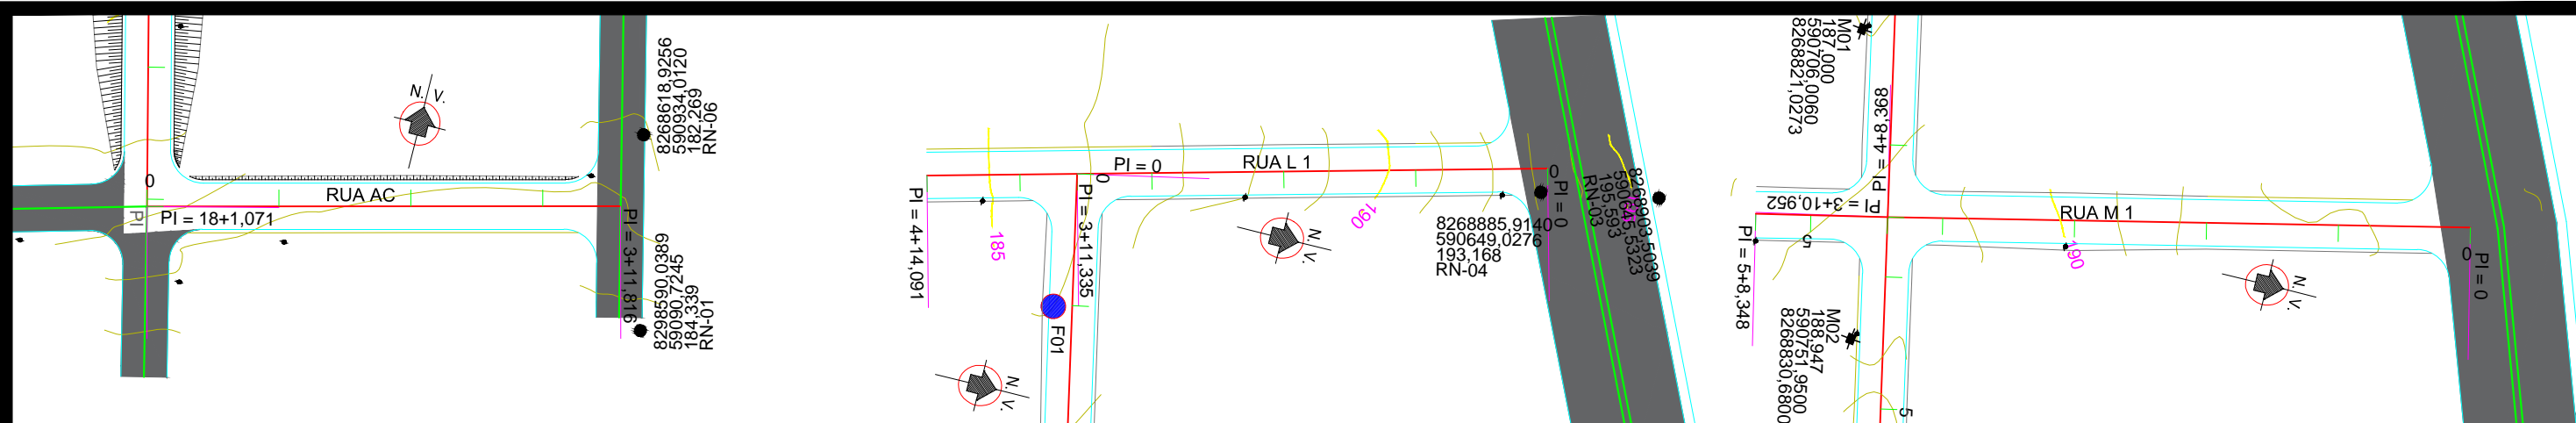 8268618,9256
590934,0120
182,269
RN-06
N. V.
0
RUA AC
PI
PI = 18+1,071
PI = 3+11,816
8298590,0389
59090,7245
184,339
RN-01
PI = 4+14,091
185
PI = 0
0
PI = 3+11,335
RUA L 1
190
N.
V.
F01
N.
V.
8268885,9140
590649,0276
193,168
RN-04
0
PI = 0
8268903,5039
590645,5323
195,593
RN-03
M01
187,000
590706,0060
8268821,0273
PI = 4+8,368
PI = 3+10,952
PI = 5+8,348
5
RUA M 1
190
M02
188,947
590751,9500
8268830,6800
5
N.
V.
0
PI = 0